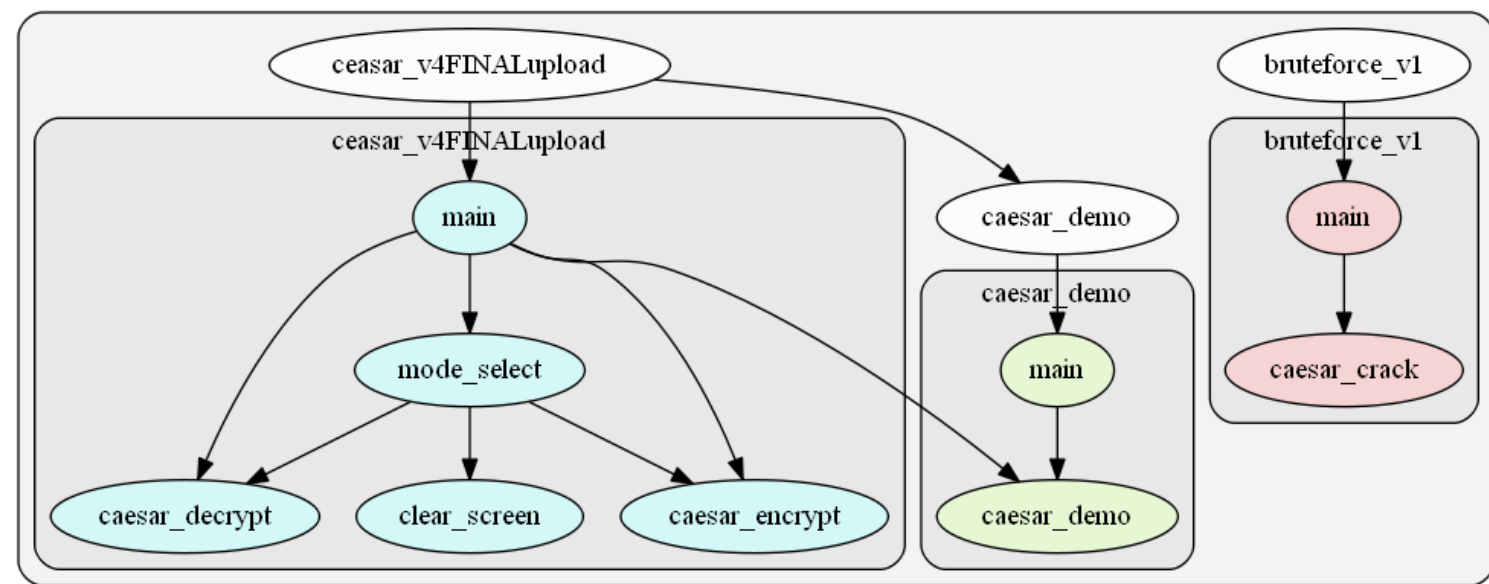 ceasar_v4FINALupload
bruteforce_v1
ceasar_v4FINALupload
bruteforce_v1
main
caesar_demo
main
caesar_demo
mode_select
main
caesar_crack
caesar_decrypt
clear_screen
caesar_encrypt
caesar_demo